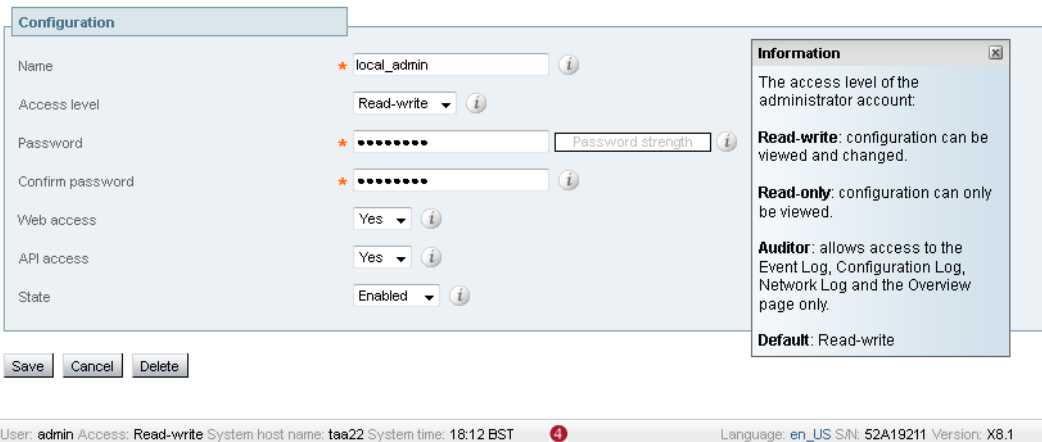 Configuration
Name * local_admin i
Access level Read-write i
Password * •••••••• Password strength i
Confirm password * •••••••• i
Web access Yes i
API access Yes i
State Enabled i
Information
The access level of the
administrator account:
Read-write: configuration can be
viewed and changed.
Read-only: configuration can only
be viewed.
Auditor: allows access to the
Event Log, Configuration Log,
Network Log and the Overview
page only.
Default: Read-write
Save Cancel Delete
User: admin Access: Read-write System host name: taa22 System time: 18:12 BST 4 Language: en_US S/N: 52A19211 Version: X8.1